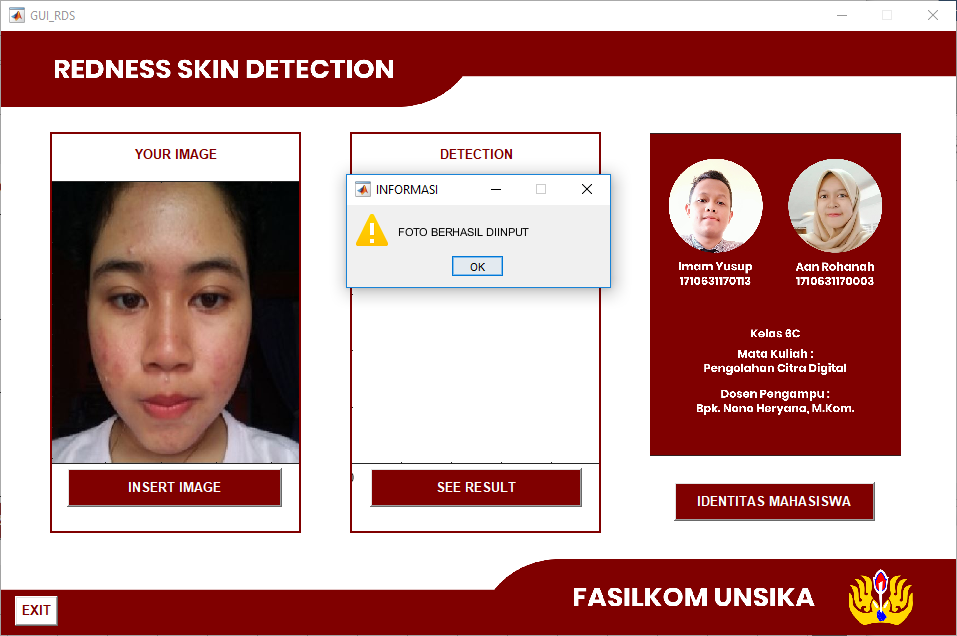 GUI_RDS
REDNESS SKIN DETECTION
YOUR IMAGE
INSERT IMAGE
DETECTION
INFORMASI
FOTO BERHASIL DIINPUT
OK
SEE RESULT
Imam Yusup
1710631170113
Aan Rohanah
1710631170003
Kelas 6C
Mata Kuliah :
Pengolahan Citra Digital
Dosen Pengampu :
Bpk. Nono Heryana, M.Kom.
IDENTITAS MAHASISWA
EXIT
FASILKOM UNSIKA